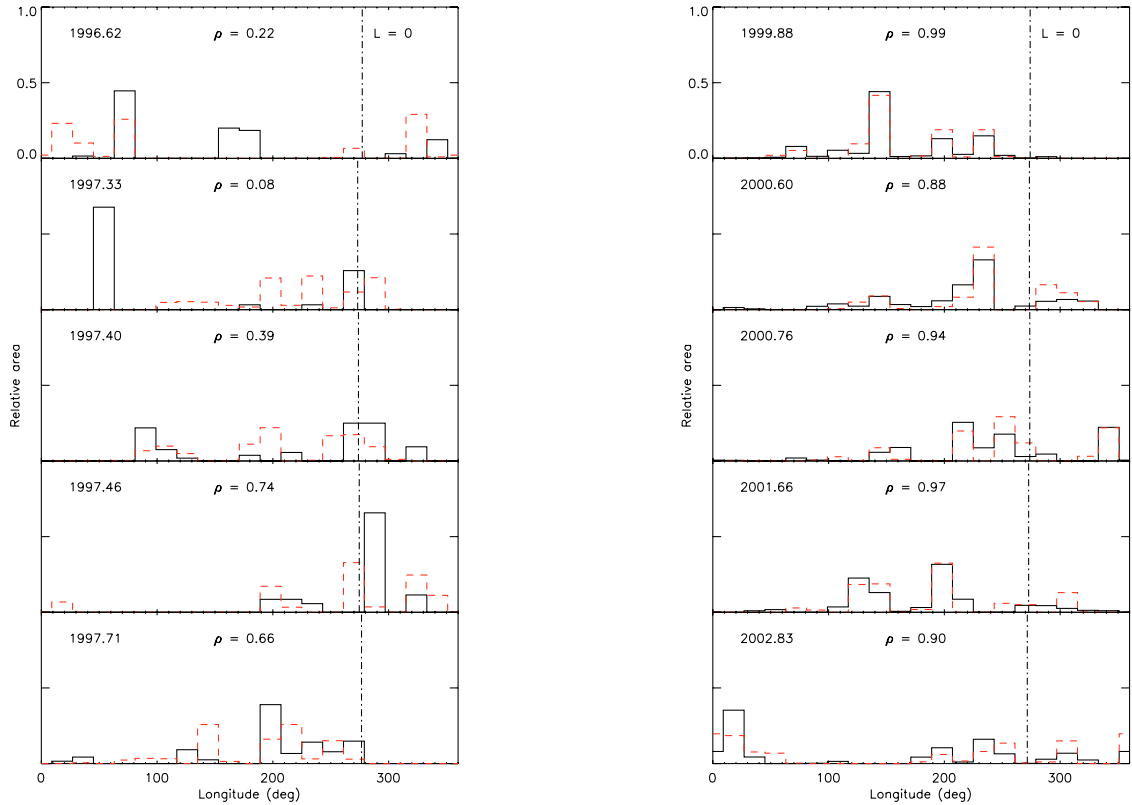 1.0
1996.62 ρ = 0.22 L = 0
0.5
0.0
1997.33 ρ = 0.08
1997.40 ρ = 0.39
Relative area
1997.46 ρ = 0.74
1997.71 ρ = 0.66
0 100 200 300
Longitude (deg)
1.0
1999.88 ρ = 0.99 L = 0
0.5
0.0
2000.60 ρ = 0.88
2000.76 ρ = 0.94
Relative area
2001.66 ρ = 0.97
2002.83 ρ = 0.90
0 100 200 300
Longitude (deg)